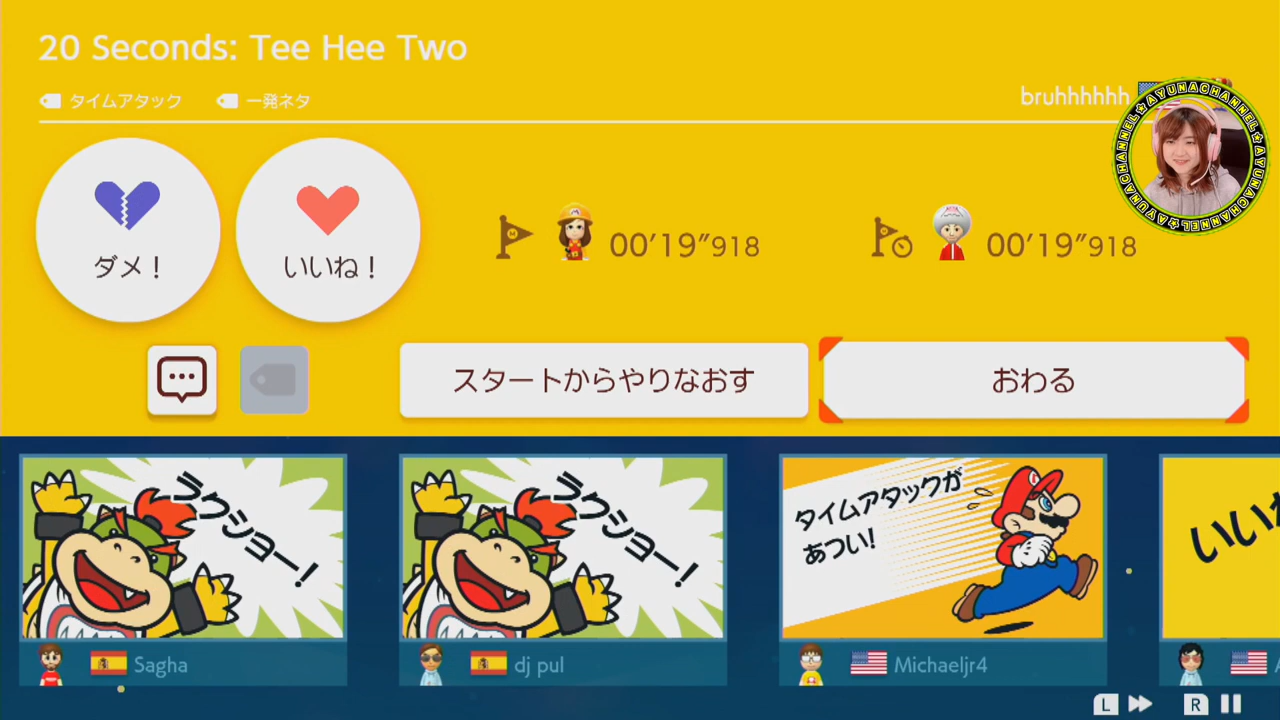 20 Seconds: Tee Hee Two
タイムアタック 一発ネタ
bruhhhhhh
AYUNACHANNEL★AYUNACHANNEL★AYUNACHANNEL★
ダメ！
いいね！
00'19"918
00'19"918
スタートからやりなおす
おわる
ラクショー！
ラクショー！
タイムアタックが
あつい！
いい
Sagha
dj pul
Michaeljr4
L
R